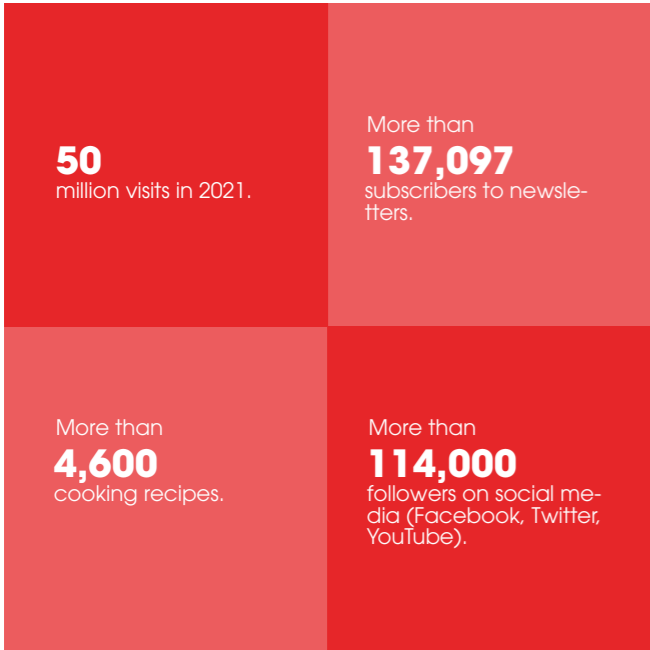 50
million visits in 2021.
More than
137,097
subscribers to newsle-
tters.
More than
4,600
cooking recipes.
More than
114,000
followers on social me-
dia (Facebook, Twitter,
YouTube).